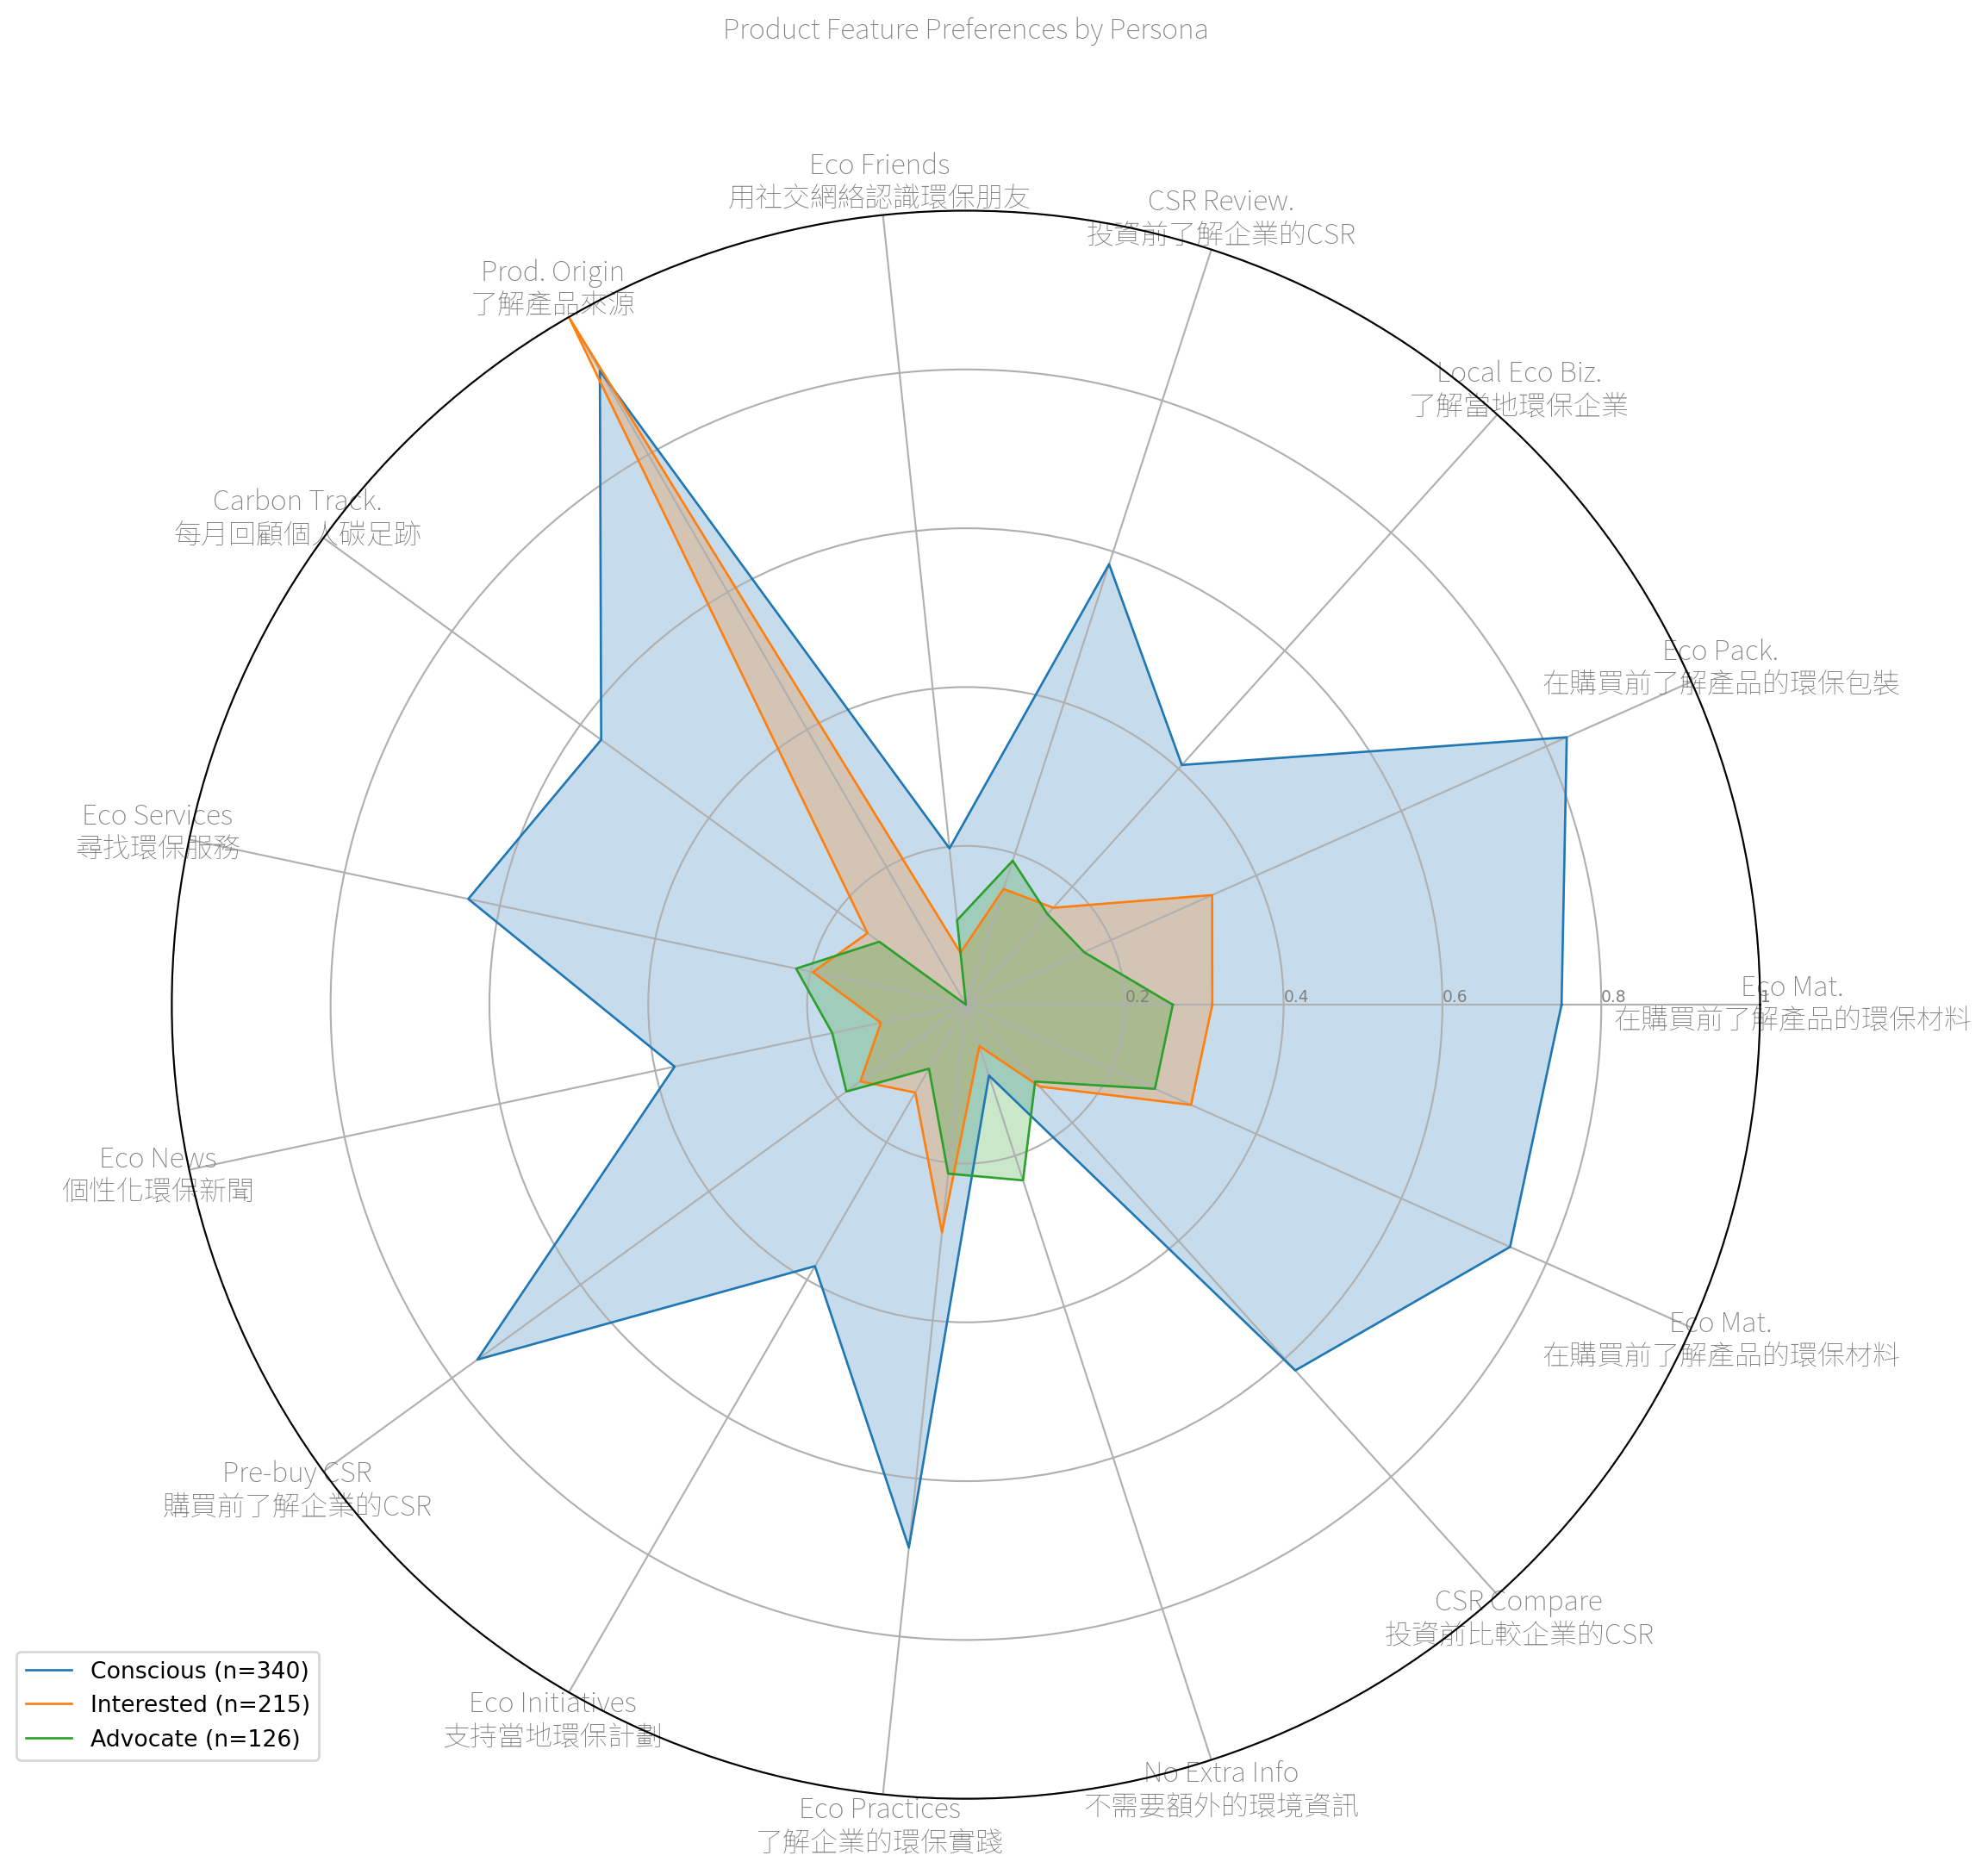 Product Feature Preferences by Persona
Eco Friends
用社交網絡認識環保朋友
CSR Review.
投資前了解企業的CSR
Prod. Origin
了解產品來源
Local Eco Biz.
了解當地環保企業
Carbon Track.
每月回顧個人碳足跡
Eco Pack.
在購買前了解產品的環保包裝
Eco Services
尋找環保服務
Eco Mat.
在購買前了解產品的環保材料
0.2
0.4
0.6
0.8
1
Eco News
個性化環保新聞
Eco Mat.
在購買前了解產品的環保材料
Pre-buy CSR
購買前了解企業的CSR
CSR Compare
投資前比較企業的CSR
Eco Initiatives
支持當地環保計劃
No Extra Info
不需要額外的環境資訊
Eco Practices
了解企業的環保實踐
Conscious (n=340)
Interested (n=215)
Advocate (n=126)